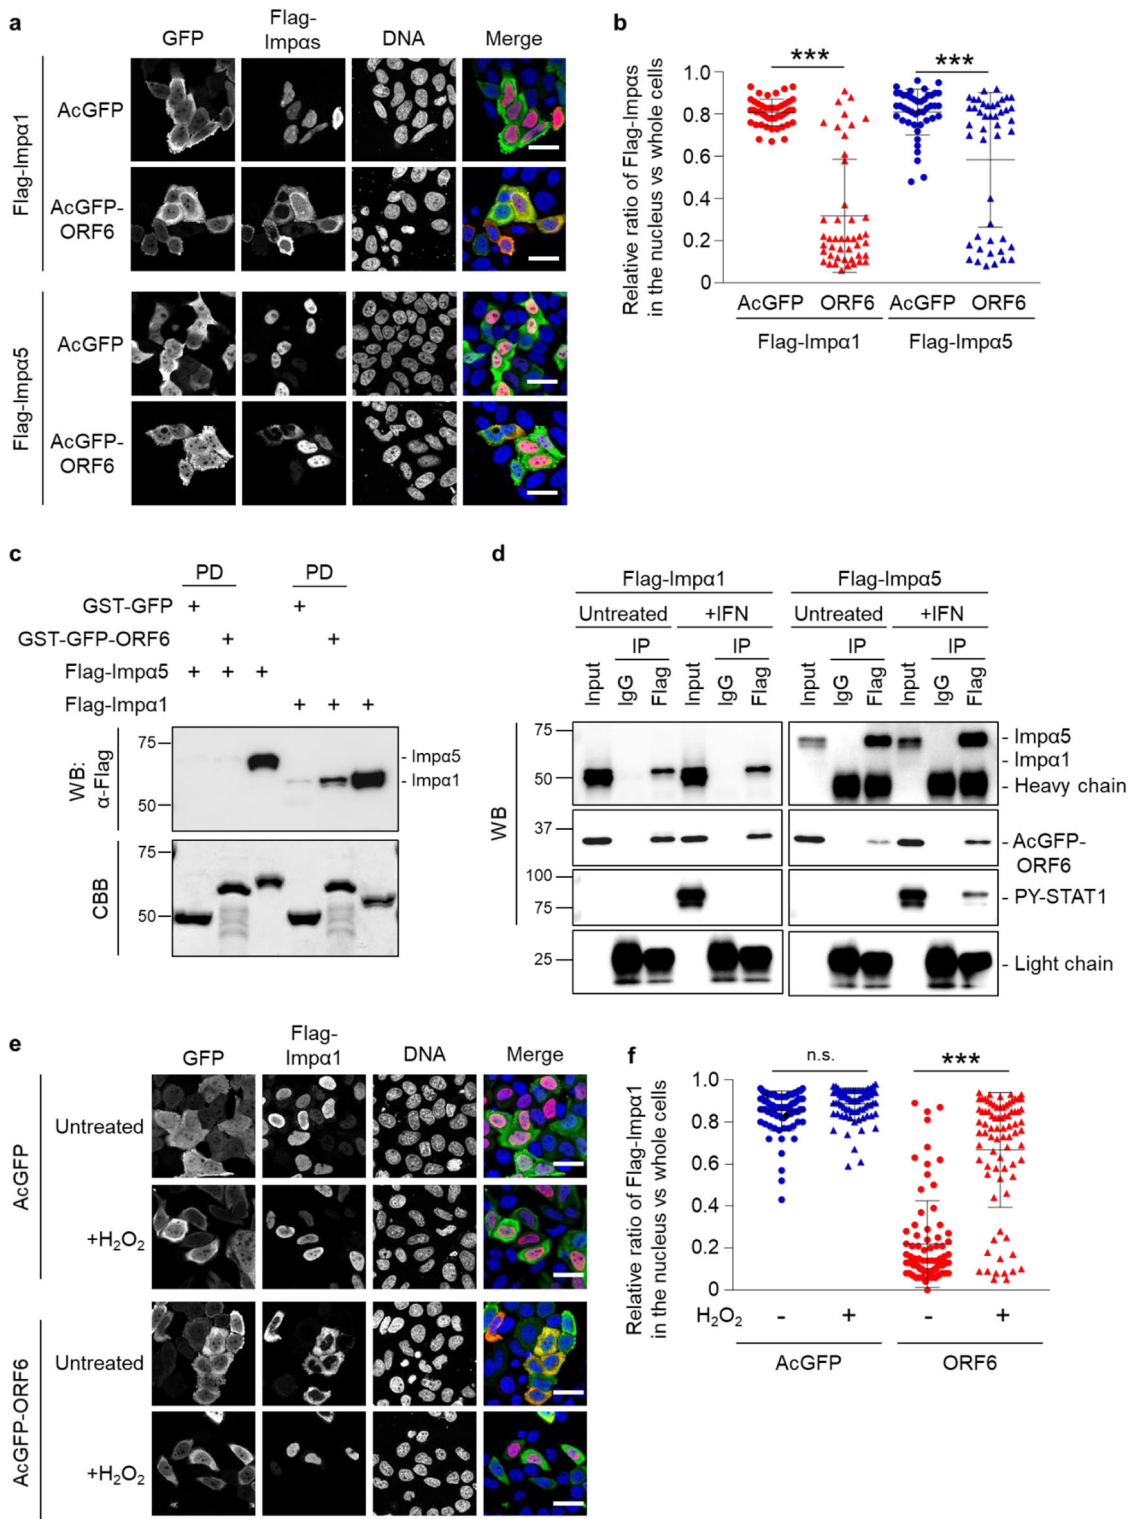 a
GFP
Flag-
Impαs
DNA
Merge
Flag-Impα1
AcGFP
AcGFP-
ORF6
Flag-Impα5
AcGFP
AcGFP-
ORF6
b
Relative ratio of Flag-Impαs
in the nucleus vs whole cells
*** ***
1.0
0.8
0.6
0.4
0.2
0
AcGFP ORF6 AcGFP ORF6
Flag-Impα1 Flag-Impα5
c
PD PD
GST-GFP + +
GST-GFP-ORF6 + +
Flag-Impα5 + + +
Flag-Impα1 + + +
WB:
α-Flag
75
50
- Impα5
- Impα1
CBB
75
50
d
Flag-Impα1 Flag-Impα5
Untreated +IFN Untreated +IFN
IP IP IP IP
Input IgG Flag Input IgG Flag Input IgG Flag Input IgG Flag
WB
75
50
- Impα5
Impα1
- Heavy chain
37
- AcGFP-
ORF6
100
75
- PY-STAT1
25
- Light chain
e
GFP
Flag-
Impα1
DNA
Merge
AcGFP
Untreated
+H₂O₂
AcGFP-ORF6
Untreated
+H₂O₂
f
Relative ratio of Flag-Impα1
in the nucleus vs whole cells
n.s. ***
1.0
0.8
0.6
0.4
0.2
0
H₂O₂ - + - +
AcGFP ORF6